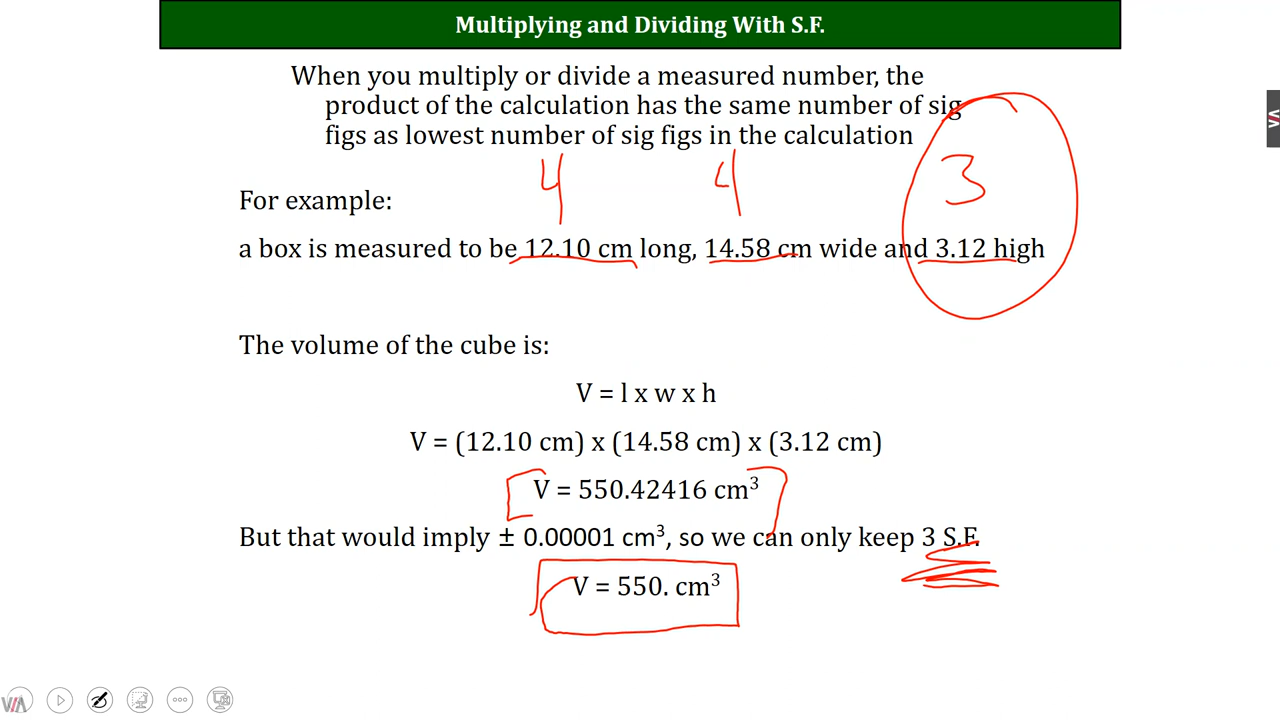 Multiplying and Dividing With S.F.
When you multiply or divide a measured number, the
product of the calculation has the same number of sig
figs as lowest number of sig figs in the calculation
4 4 3
For example:
a box is measured to be 12.10 cm long, 14.58 cm wide and 3.12 high
The volume of the cube is:
V = l x w x h
V = (12.10 cm) x (14.58 cm) x (3.12 cm)
V = 550.42416 cm³
But that would imply ± 0.00001 cm³, so we can only keep 3 S.F.
V = 550. cm³
VIA